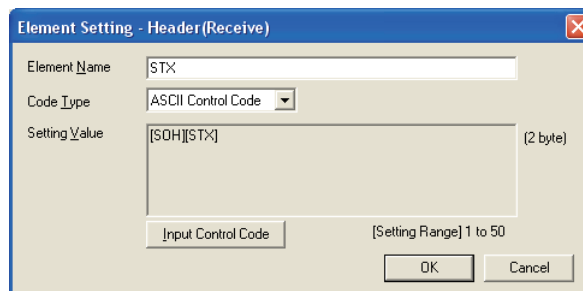 Element Setting - Header(Receive)
Element Name STX
Code Type ASCII Control Code
Setting Value [SOH][STX] (2 byte)
Input Control Code [Setting Range] 1 to 50
OK Cancel